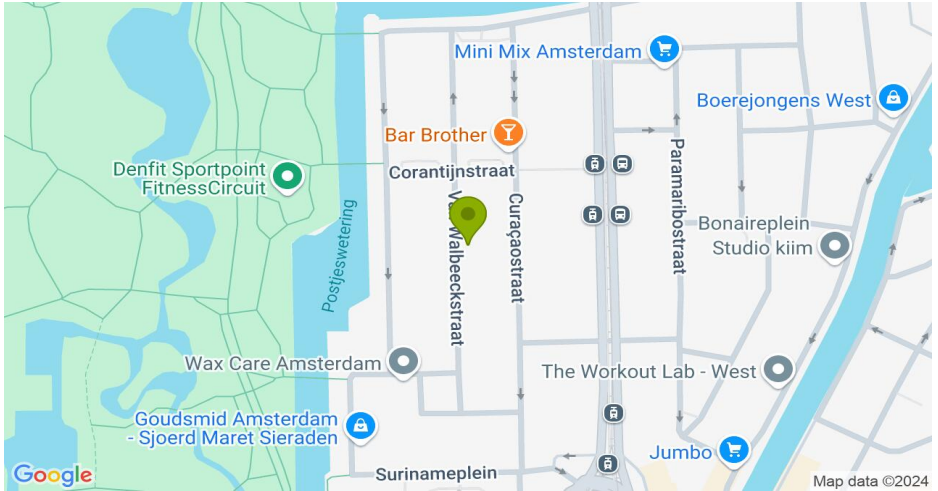 Mini Mix Amsterdam
Boerejongens West
Bar Brother
Denfit Sportpoint
FitnessCircuit
Corantijnstraat
Paramaribostraat
Curaçaostraat
Walbeeckstraat
Postjeswetering
Bonaireplein
Studio kiim
Wax Care Amsterdam
The Workout Lab - West
Goudsmid Amsterdam
- Sjoerd Maret Sieraden
Jumbo
Surinameplein
Google
Map data ©2024